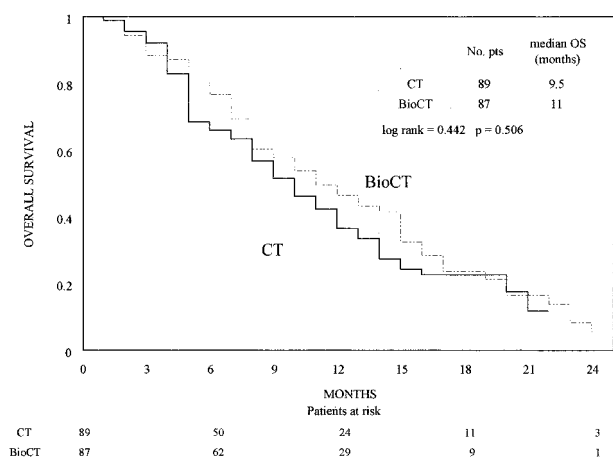 No. pts median OS (months)
CT 89 9.5
BioCT 87 11
log rank = 0.442 p = 0.506
OVERALL SURVIVAL
1
0.8
0.6
0.4
0.2
0
BioCT
CT
0 3 6 9 12 15 18 21 24
MONTHS
Patients at risk
CT 89 50 24 11 3
BioCT 87 62 29 9 1